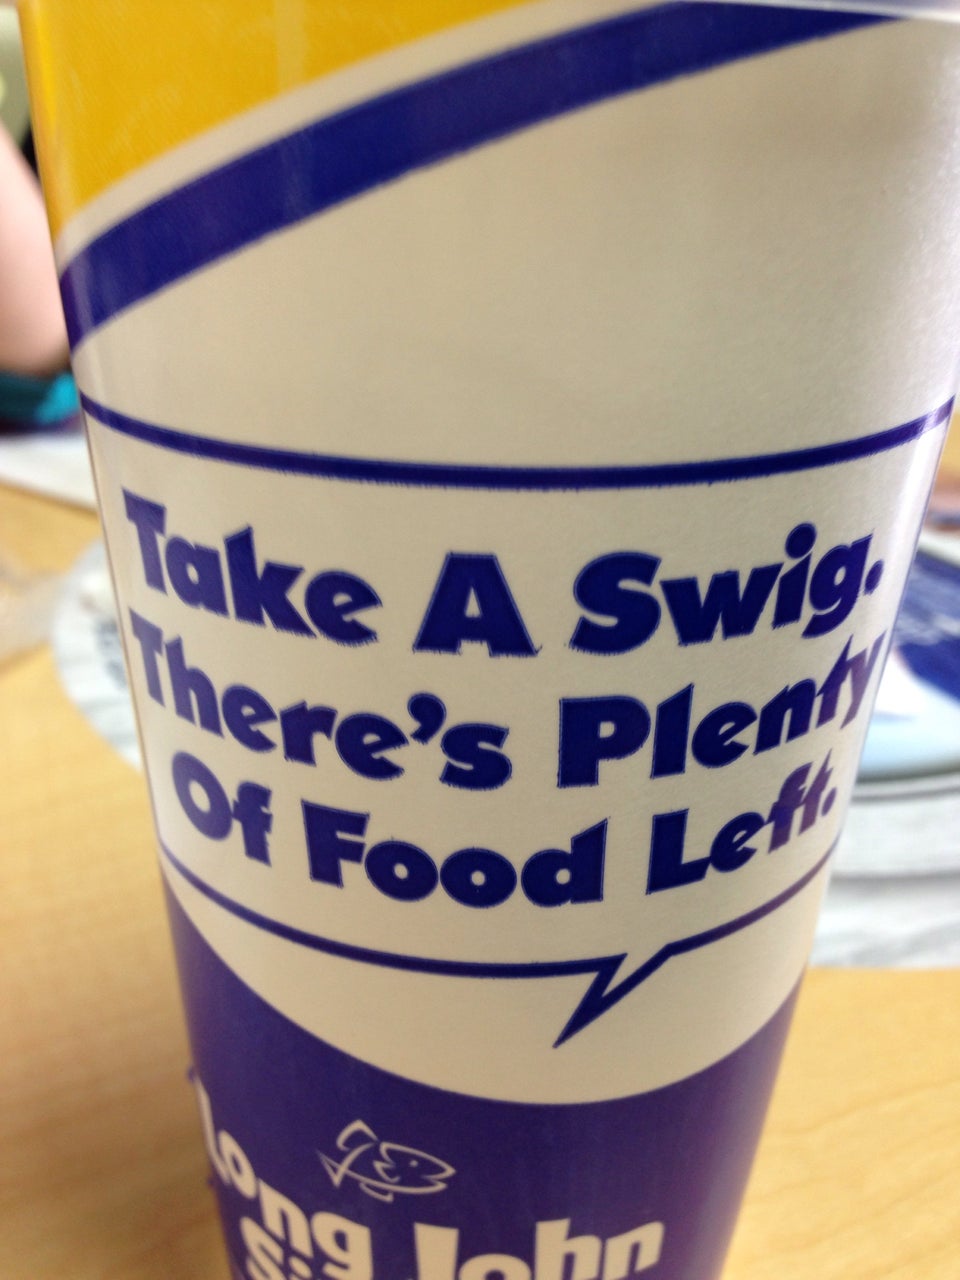 Take A Swig.
There's Plenty
Of Food Left.
Long John